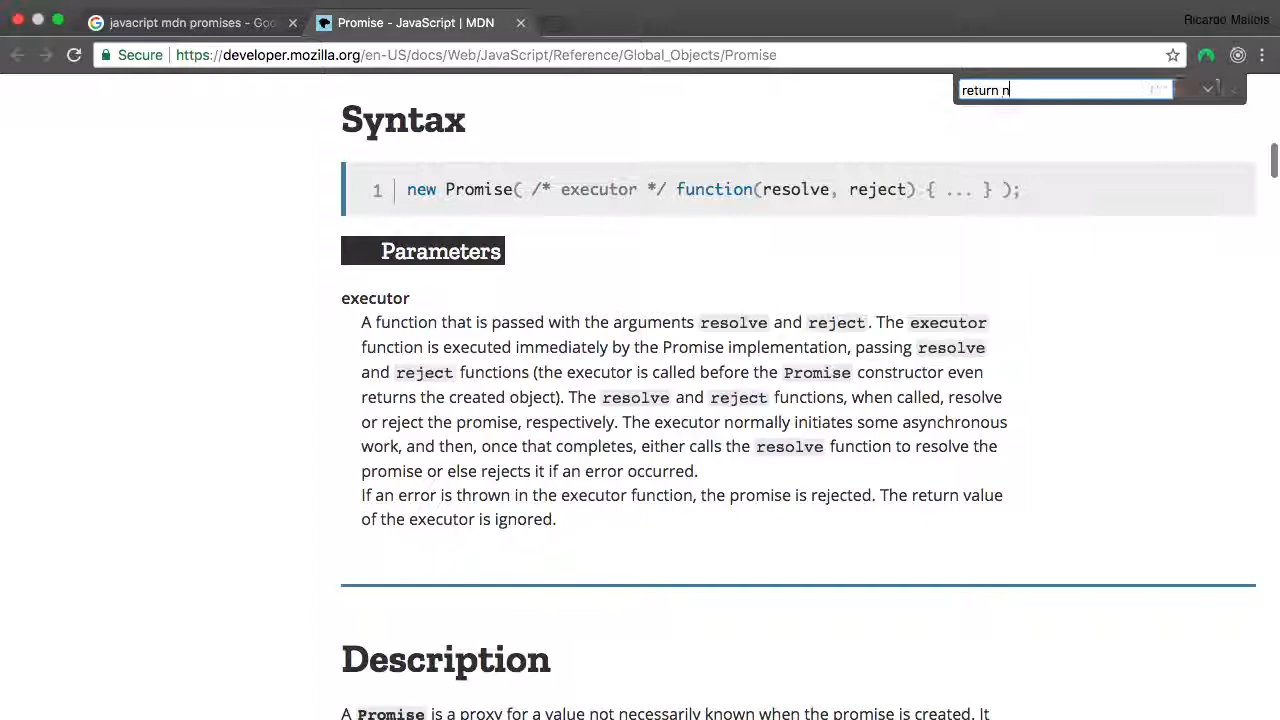 javacript mdn promises - Goo
Promise - JavaScript | MDN
Ricardo Mallols
Secure
https://developer.mozilla.org/en-US/docs/Web/JavaScript/Reference/Global_Objects/Promise
return n
Syntax
1 new Promise( /* executor */ function(resolve, reject) { ... } );
Parameters
executor
A function that is passed with the arguments resolve and reject. The executor
function is executed immediately by the Promise implementation, passing resolve
and reject functions (the executor is called before the Promise constructor even
returns the created object). The resolve and reject functions, when called, resolve
or reject the promise, respectively. The executor normally initiates some asynchronous
work, and then, once that completes, either calls the resolve function to resolve the
promise or else rejects it if an error occurred.
If an error is thrown in the executor function, the promise is rejected. The return value
of the executor is ignored.
Description
A Promise is a proxy for a value not necessarily known when the promise is created. It